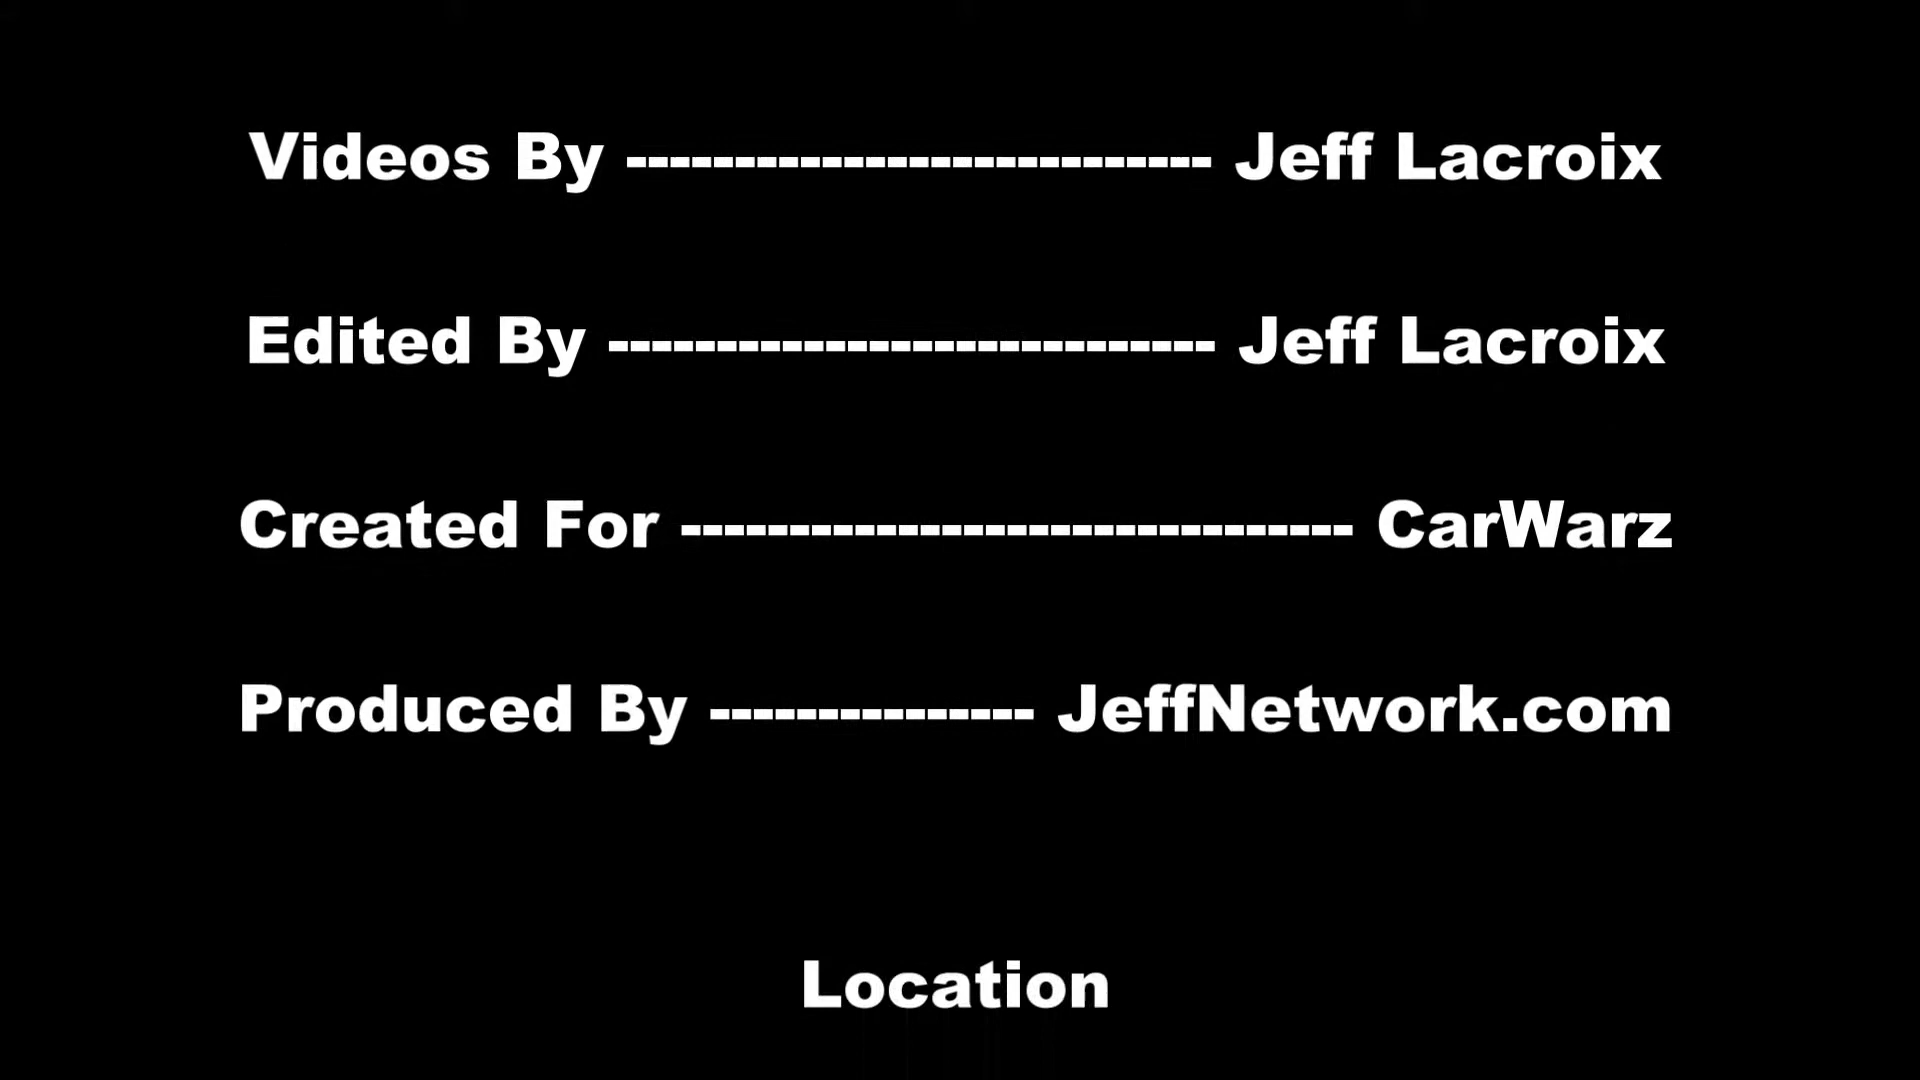 Videos By --------------------------- Jeff Lacroix
Edited By ---------------------------- Jeff Lacroix
Created For ------------------------------- CarWarz
Produced By --------------- JeffNetwork.com
Location